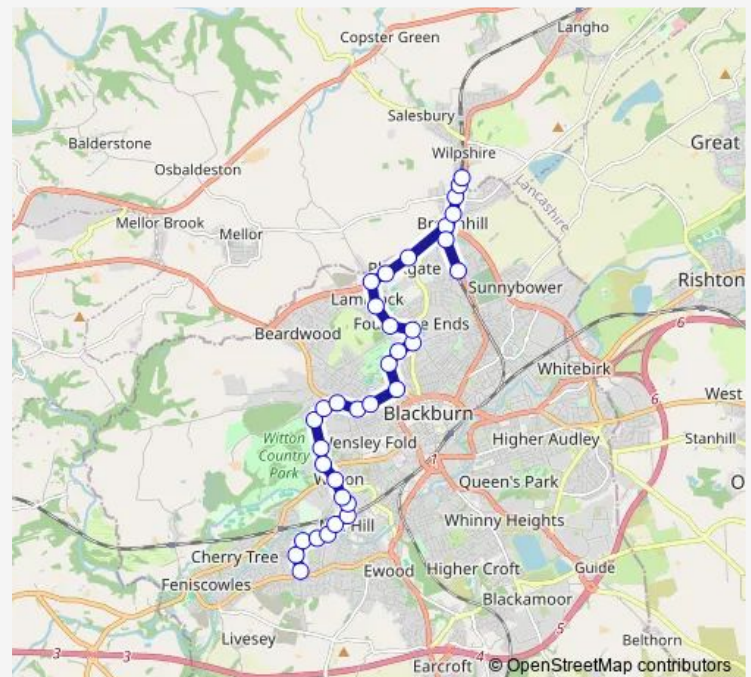 Copster Green
Langho
Salesbury
Balderstone
Wilpshire
Great
Osbaldeston
Lancashire
Mellor Brook
Mellor
Sunnybower
Rishton
6
Beardwood
Whitebirk
Blackburn
West
6
Witton
Country
Park
Wensley Fold
Higher Audley
Stanhill
1
Queen's Park
O
Whinny Heights
Cherry Tree
Feniscowles
Ewood
Higher Croft
Guide
Blackamoor
5
Livesey
Belthorn
3
3
4
Earcroft
© OpenStreetMap contributors